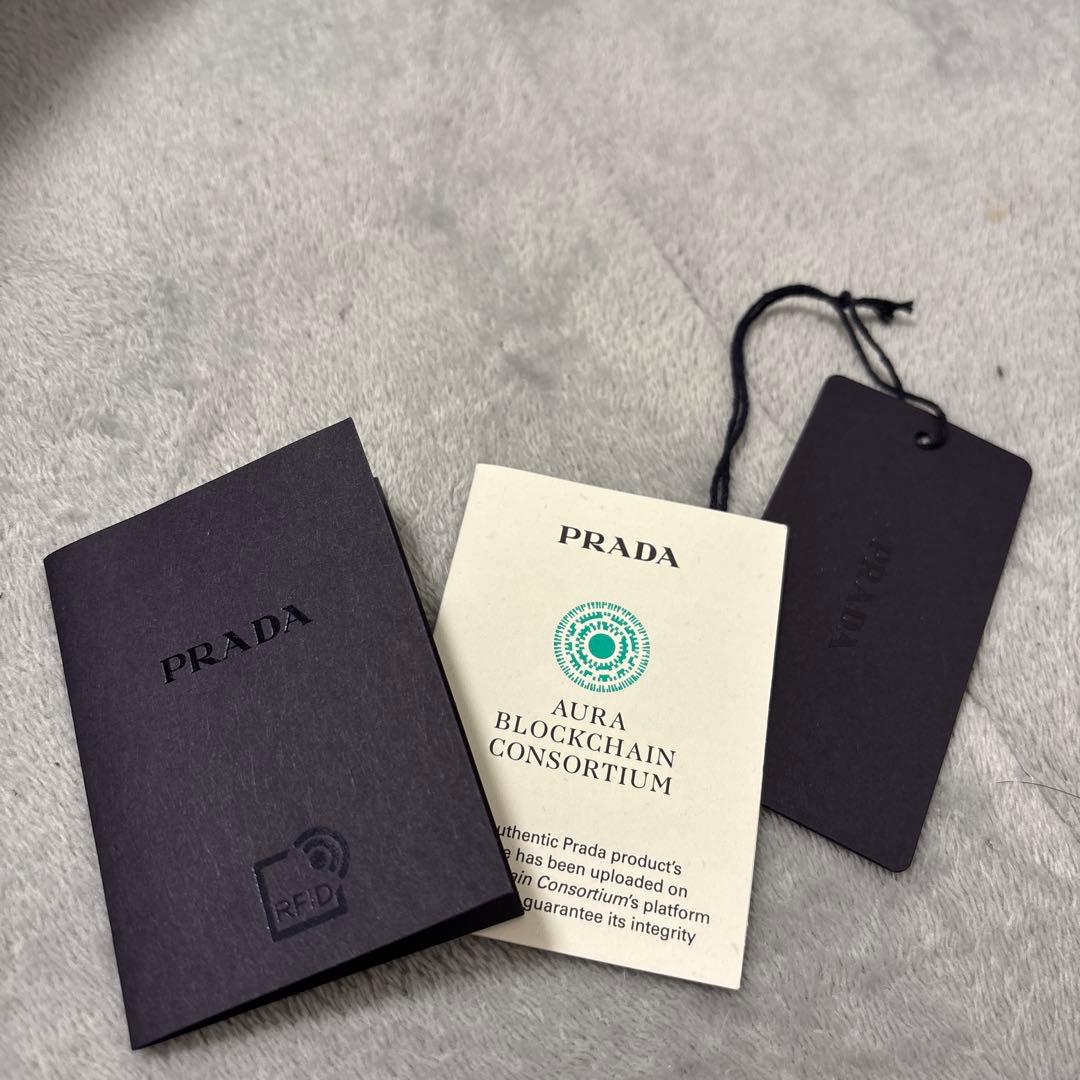 PRADA
RFID
PRADA
AURA
BLOCKCHAIN
CONSORTIUM
uthentic Prada product's
e has been uploaded on
ain Consortium's platform
guarantee its integrity
PRADA